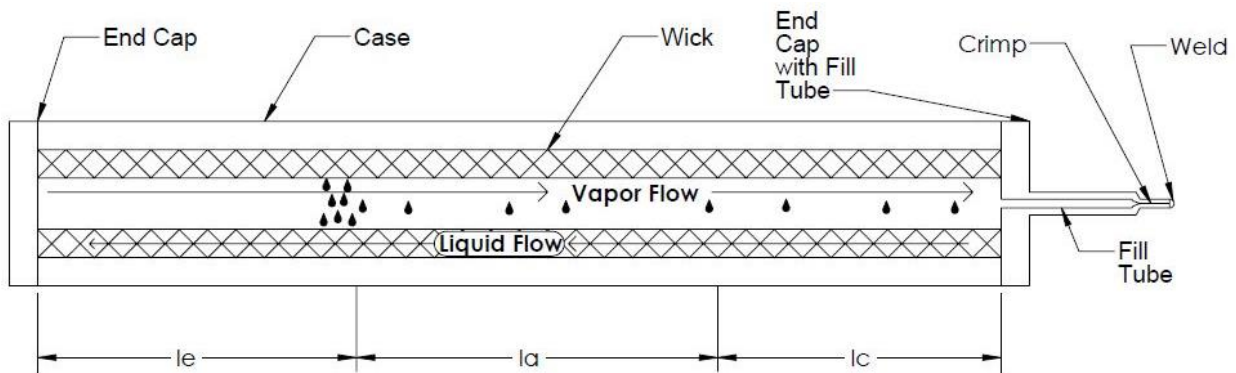 End Cap
Case
Wick
End
Cap
with Fill
Tube
Crimp
Weld
Vapor Flow
Liquid Flow
Fill
Tube
le
la
lc